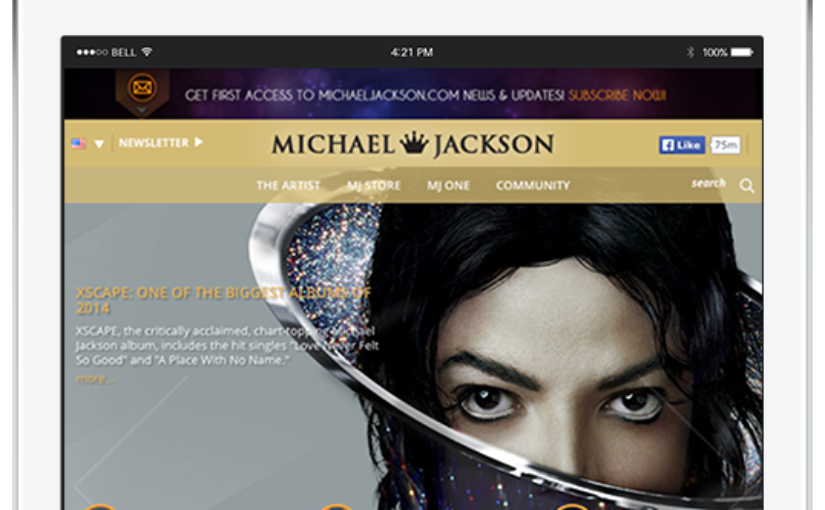 BELL
4:21 PM
100%
GET FIRST ACCESS TO MICHAELJACKSON.COM NEWS & UPDATES! SUBSCRIBE NOW!
NEWSLETTER
MICHAEL JACKSON
f Like 75m
THE ARTIST MJ STORE MJ ONE COMMUNITY
search
XSCAPE: ONE OF THE BIGGEST ALBUMS OF
2014
XSCAPE, the critically acclaimed, chart-topping Michael
Jackson album, includes the hit singles "Love Never Felt
So Good" and "A Place With No Name."
more...